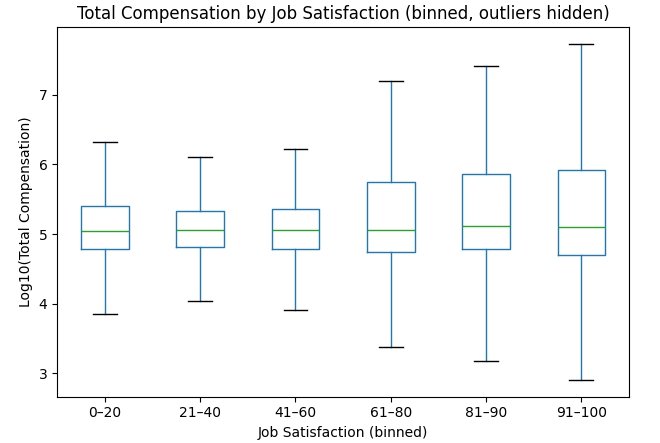 Total Compensation by Job Satisfaction (binned, outliers hidden)
Log10(Total Compensation)
7
6
5
4
3
0–20 21–40 41–60 61–80 81–90 91–100
Job Satisfaction (binned)